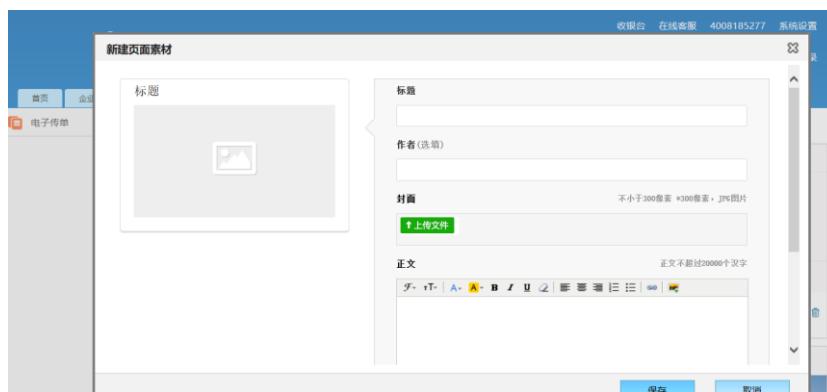 收银台 在线客服 4008185277 系统设置
新建页面素材
首页
电子传单
标题
标题
作者(选填)
封面 不小于300像素 *300像素，JPG图片
上传文件
正文 正文不超过20000个汉字
保存 取消